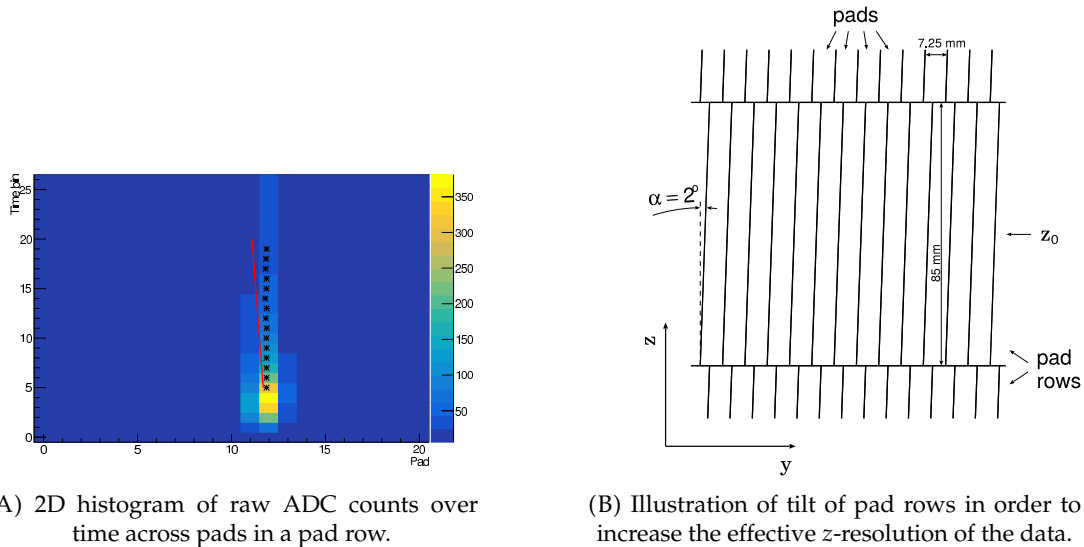 Time bin
25
20
15
10
5
0
0
5
10
15
20
Pad
350
300
250
200
150
100
50
pads
7.25 mm
α = 2°
85 mm
z₀
z
y
pad
rows
A) 2D histogram of raw ADC counts over
time across pads in a pad row.
(B) Illustration of tilt of pad rows in order to
increase the effective z-resolution of the data.